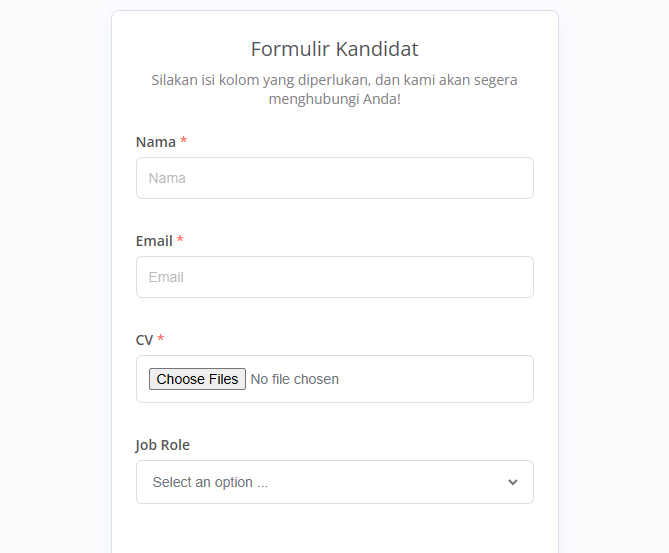 Formulir Kandidat
Silakan isi kolom yang diperlukan, dan kami akan segera
menghubungi Anda!
Nama *
Nama
Email *
Email
CV *
Choose Files No file chosen
Job Role
Select an option ...